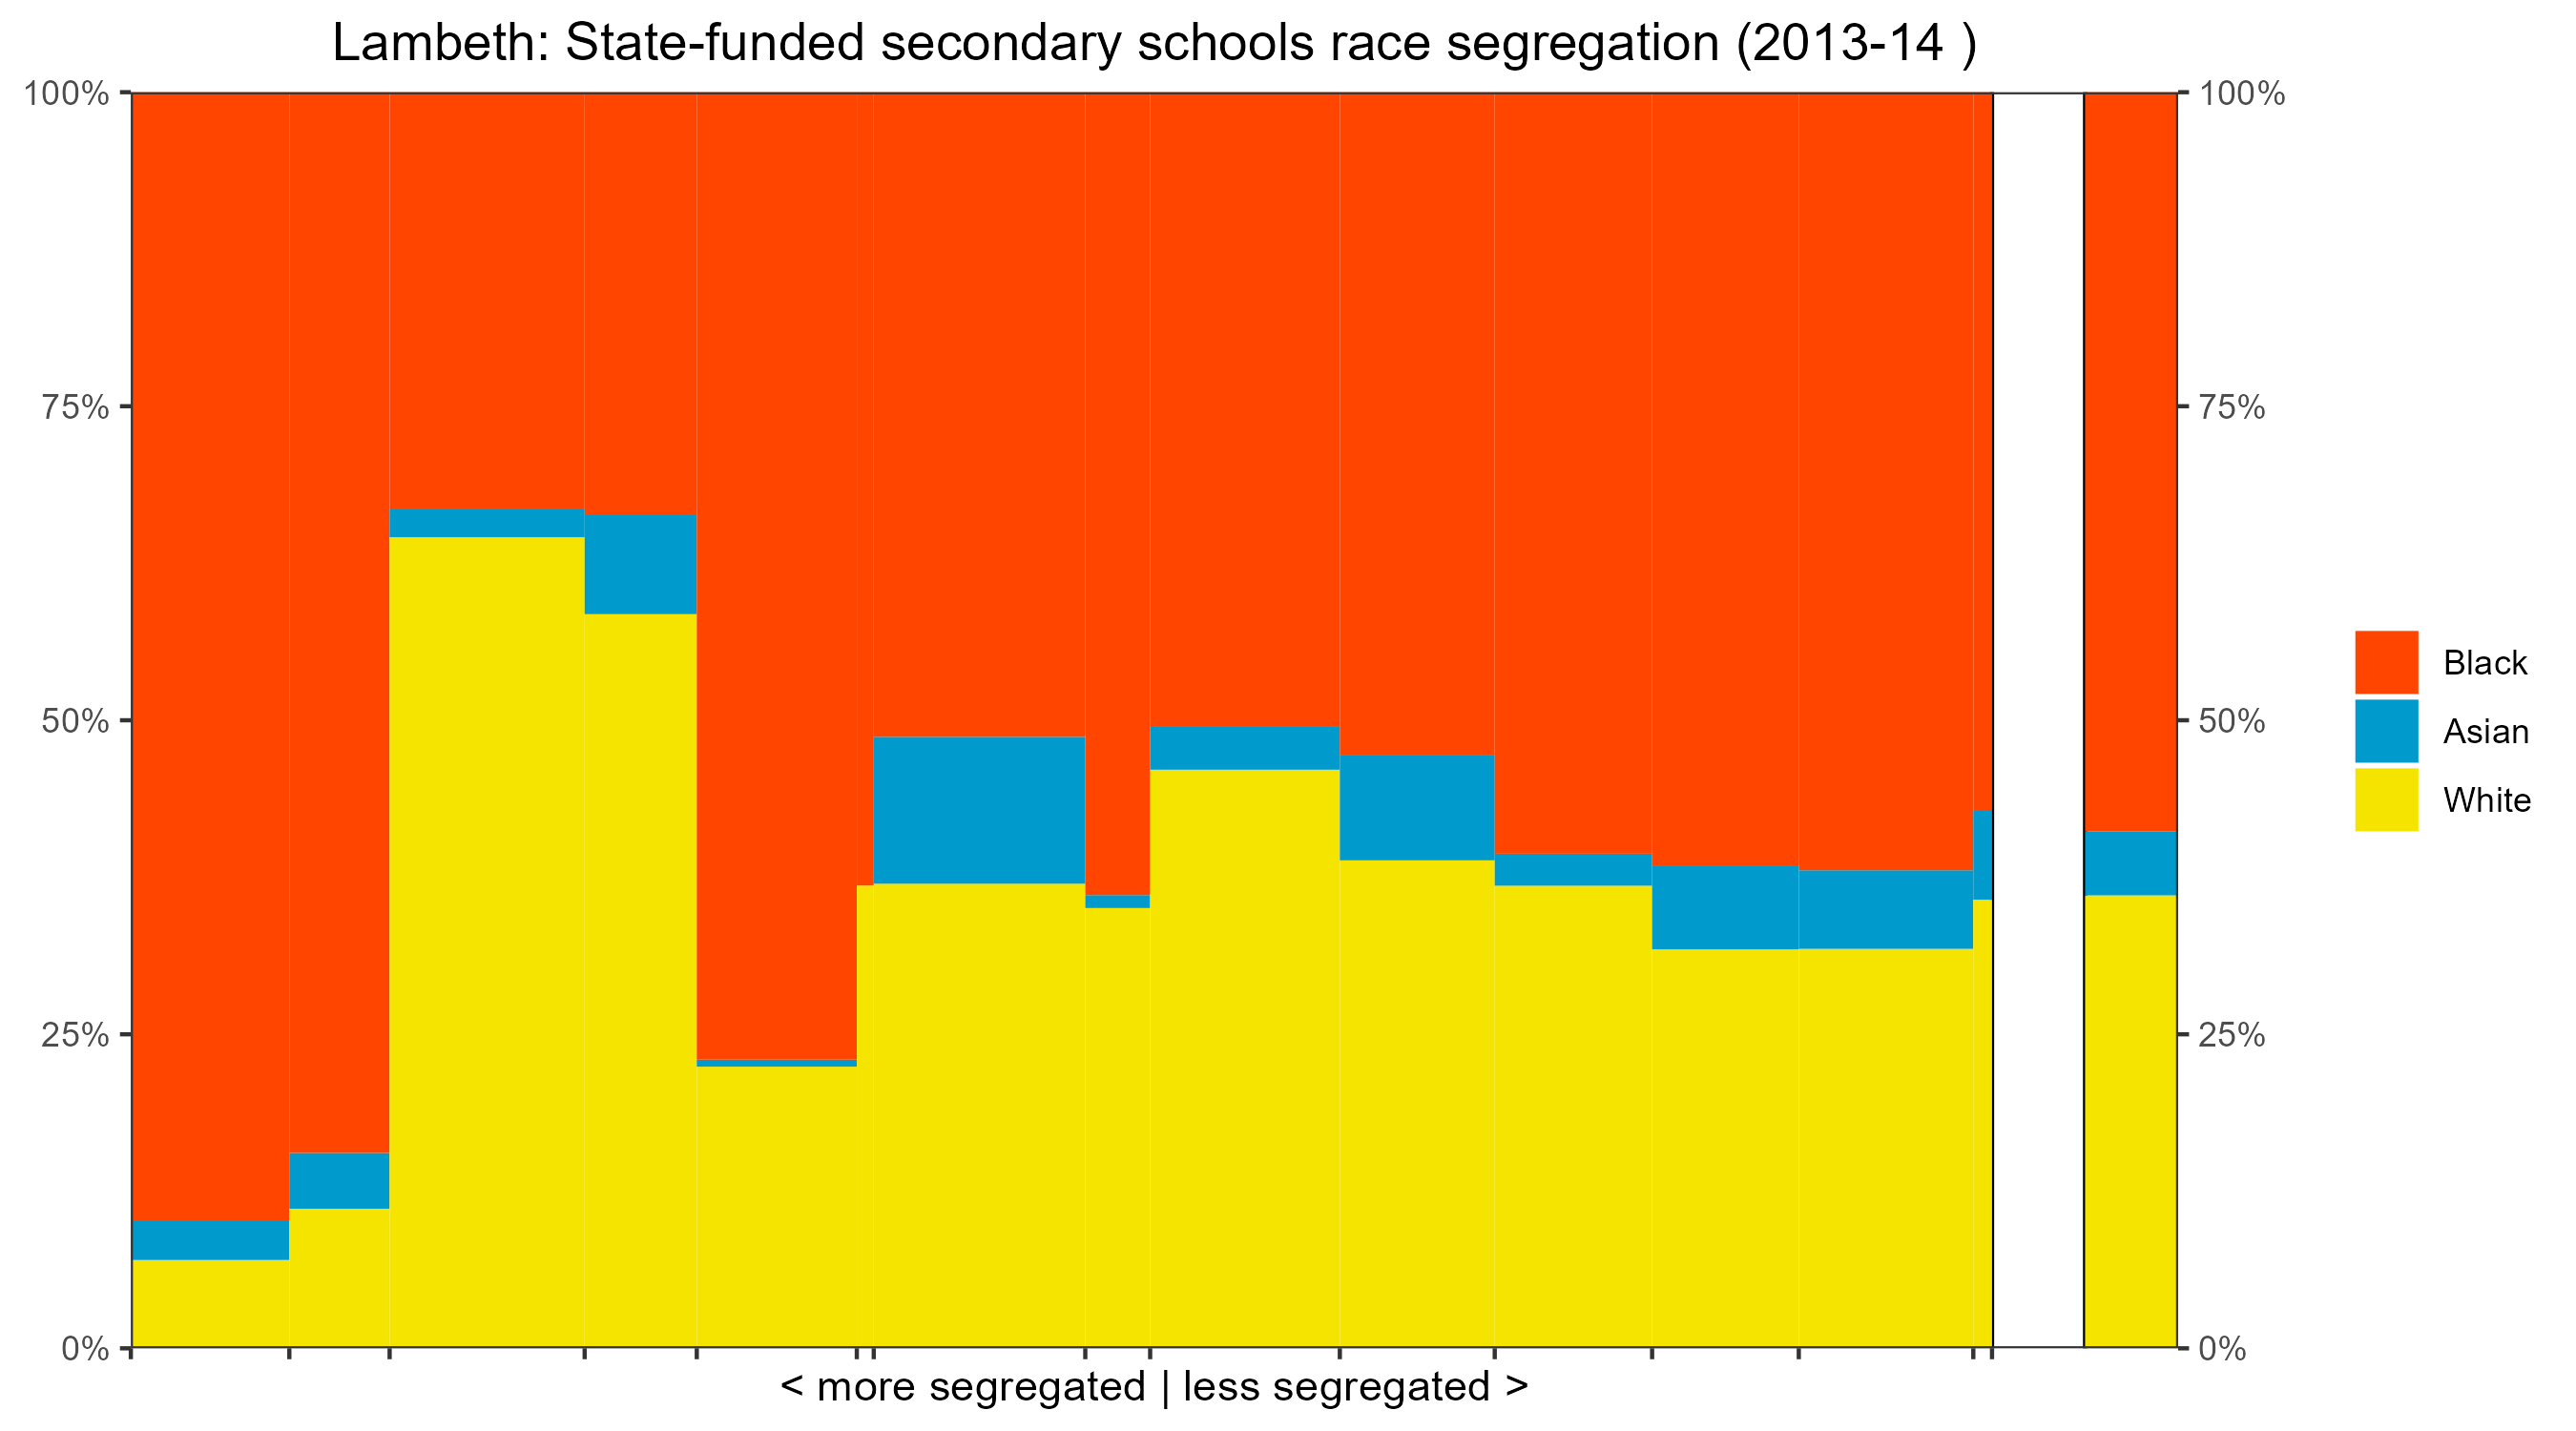 Lambeth: State-funded secondary schools race segregation (2013-14 )
100%
75%
50%
25%
0%
100%
75%
50%
25%
0%
Black
Asian
White
< more segregated | less segregated >